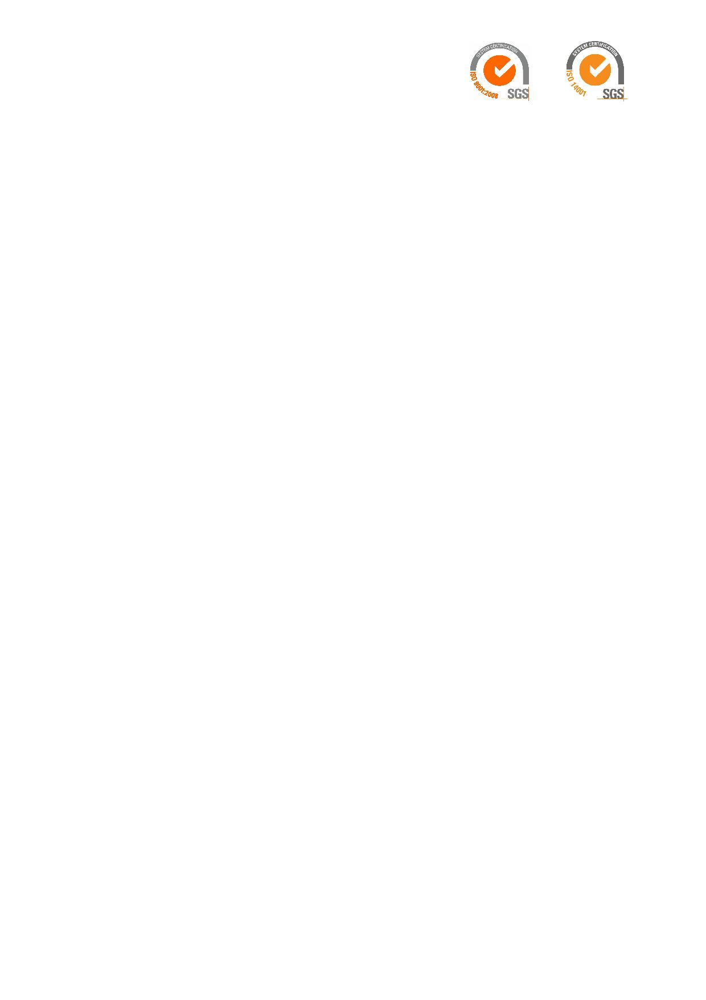 SYSTEM CERTIFICATION
ISO 9001:2008
SGS
SYSTEM CERTIFICATION
ISO 14001
SGS